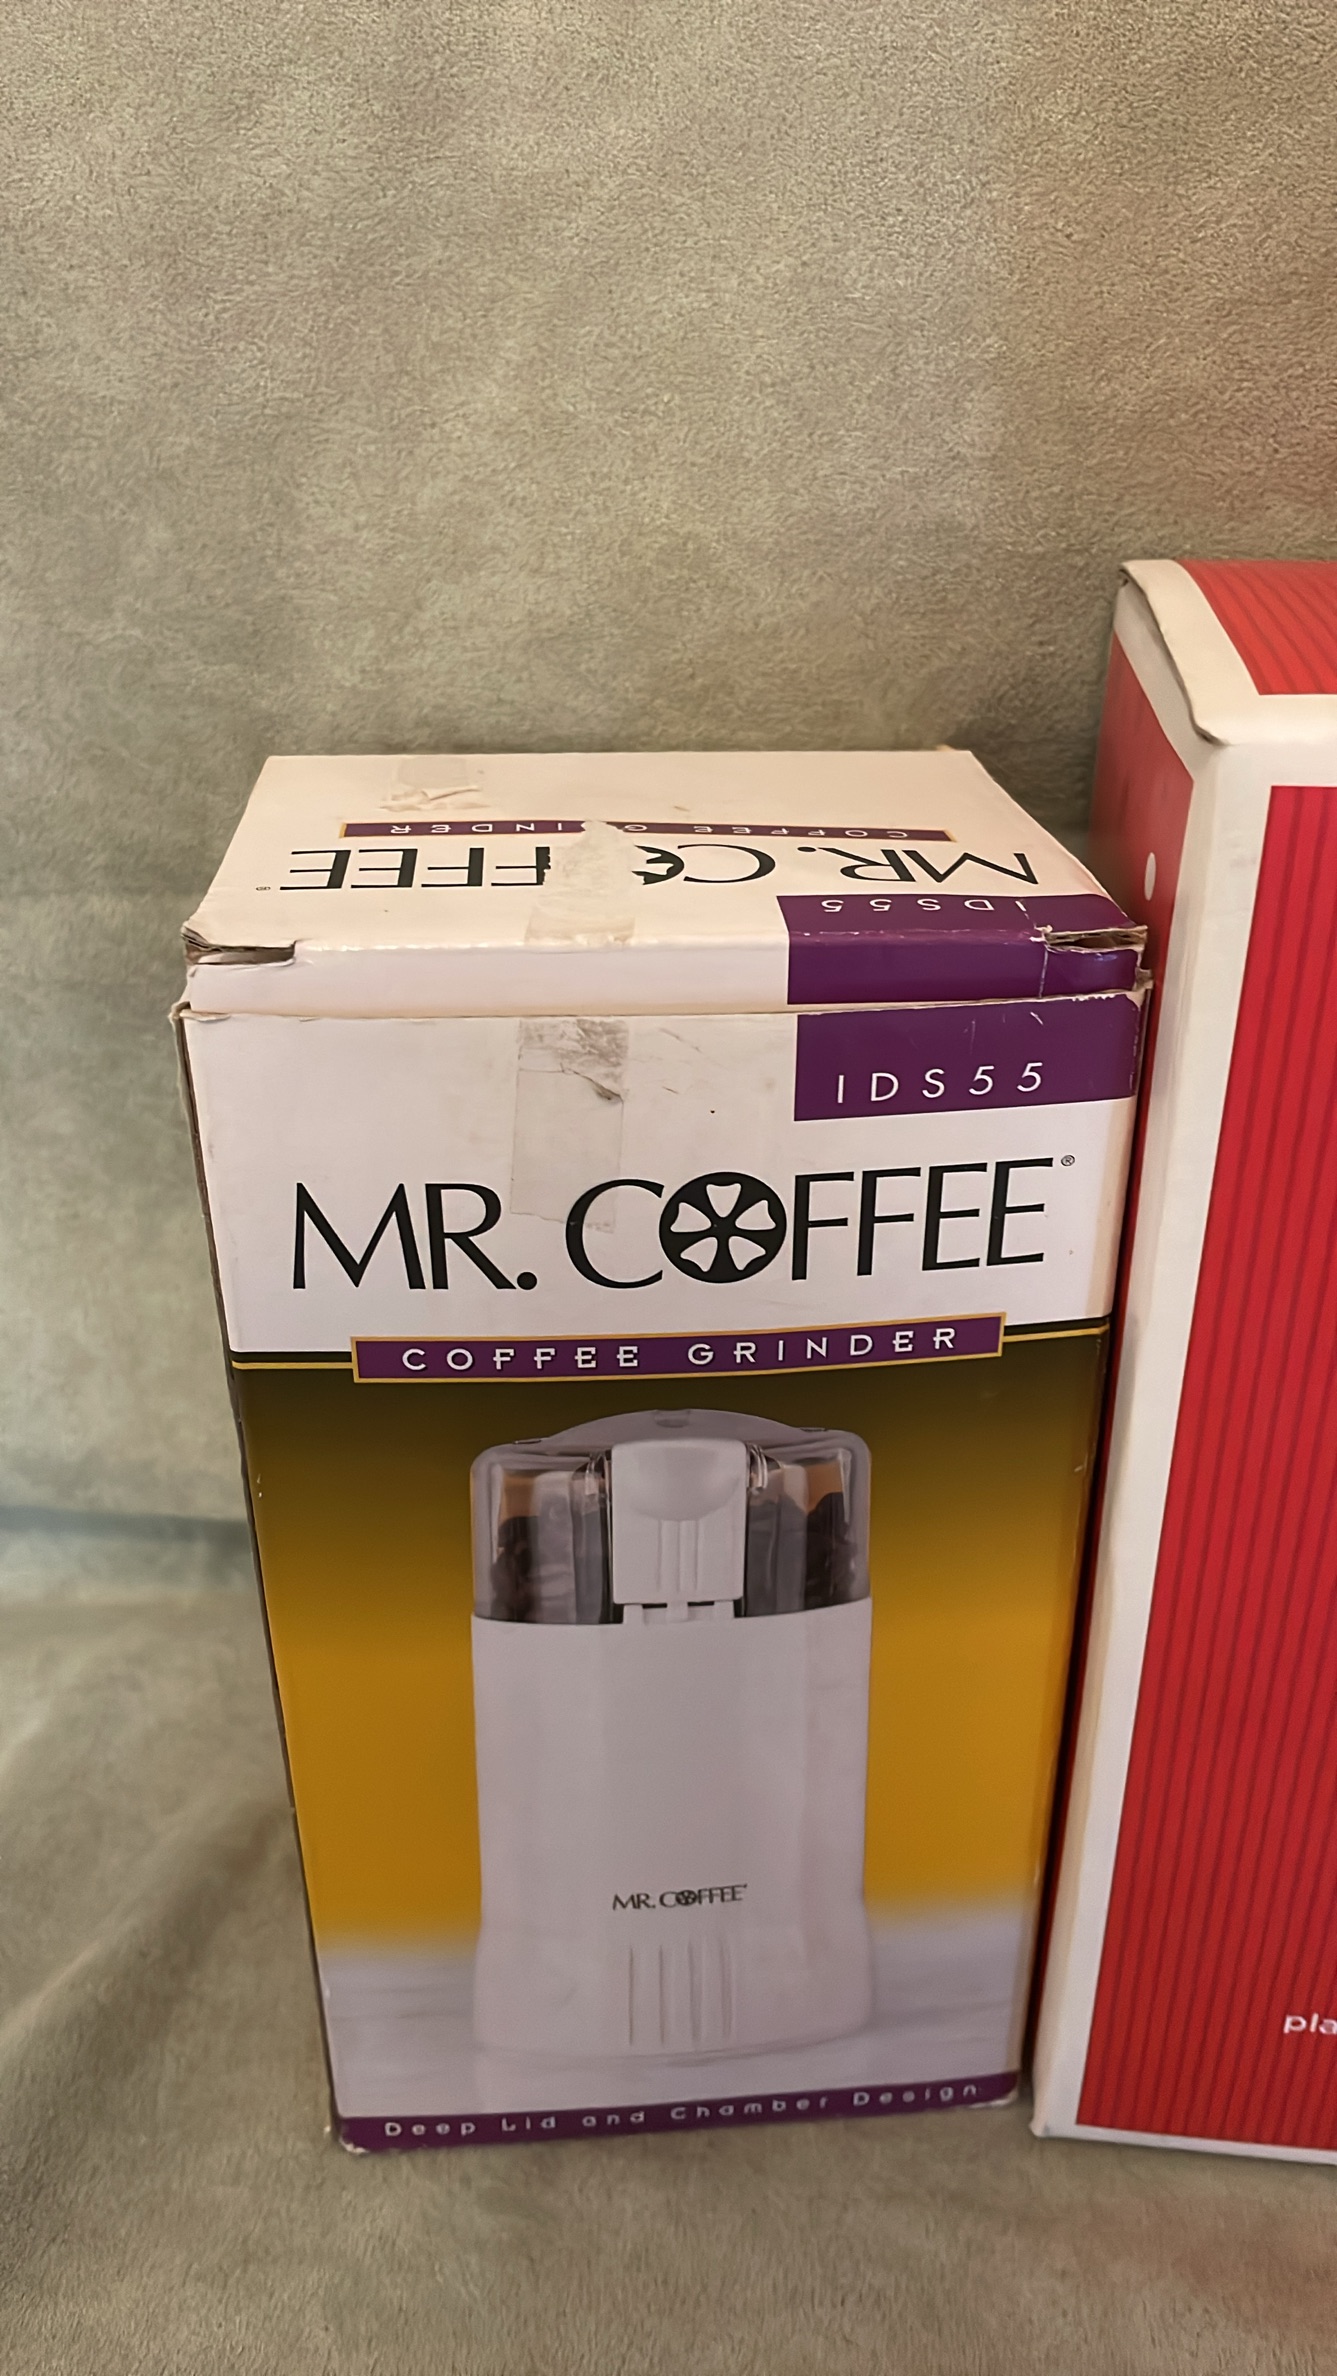 COFFEE GRINDER
MR. COFFEE®
IDS55
IDS55
MR. COFFEE®
COFFEE GRINDER
MR. COFFEE
Deep Lid and Chamber Design